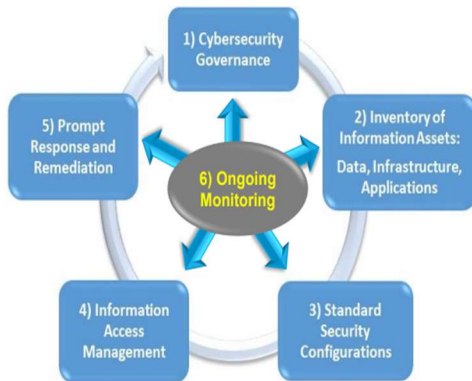 1) Cybersecurity
Governance
2) Inventory of
Information Assets:
Data, Infrastructure,
Applications
3) Standard
Security
Configurations
4) Information
Access
Management
5) Prompt
Response and
Remediation
6) Ongoing
Monitoring